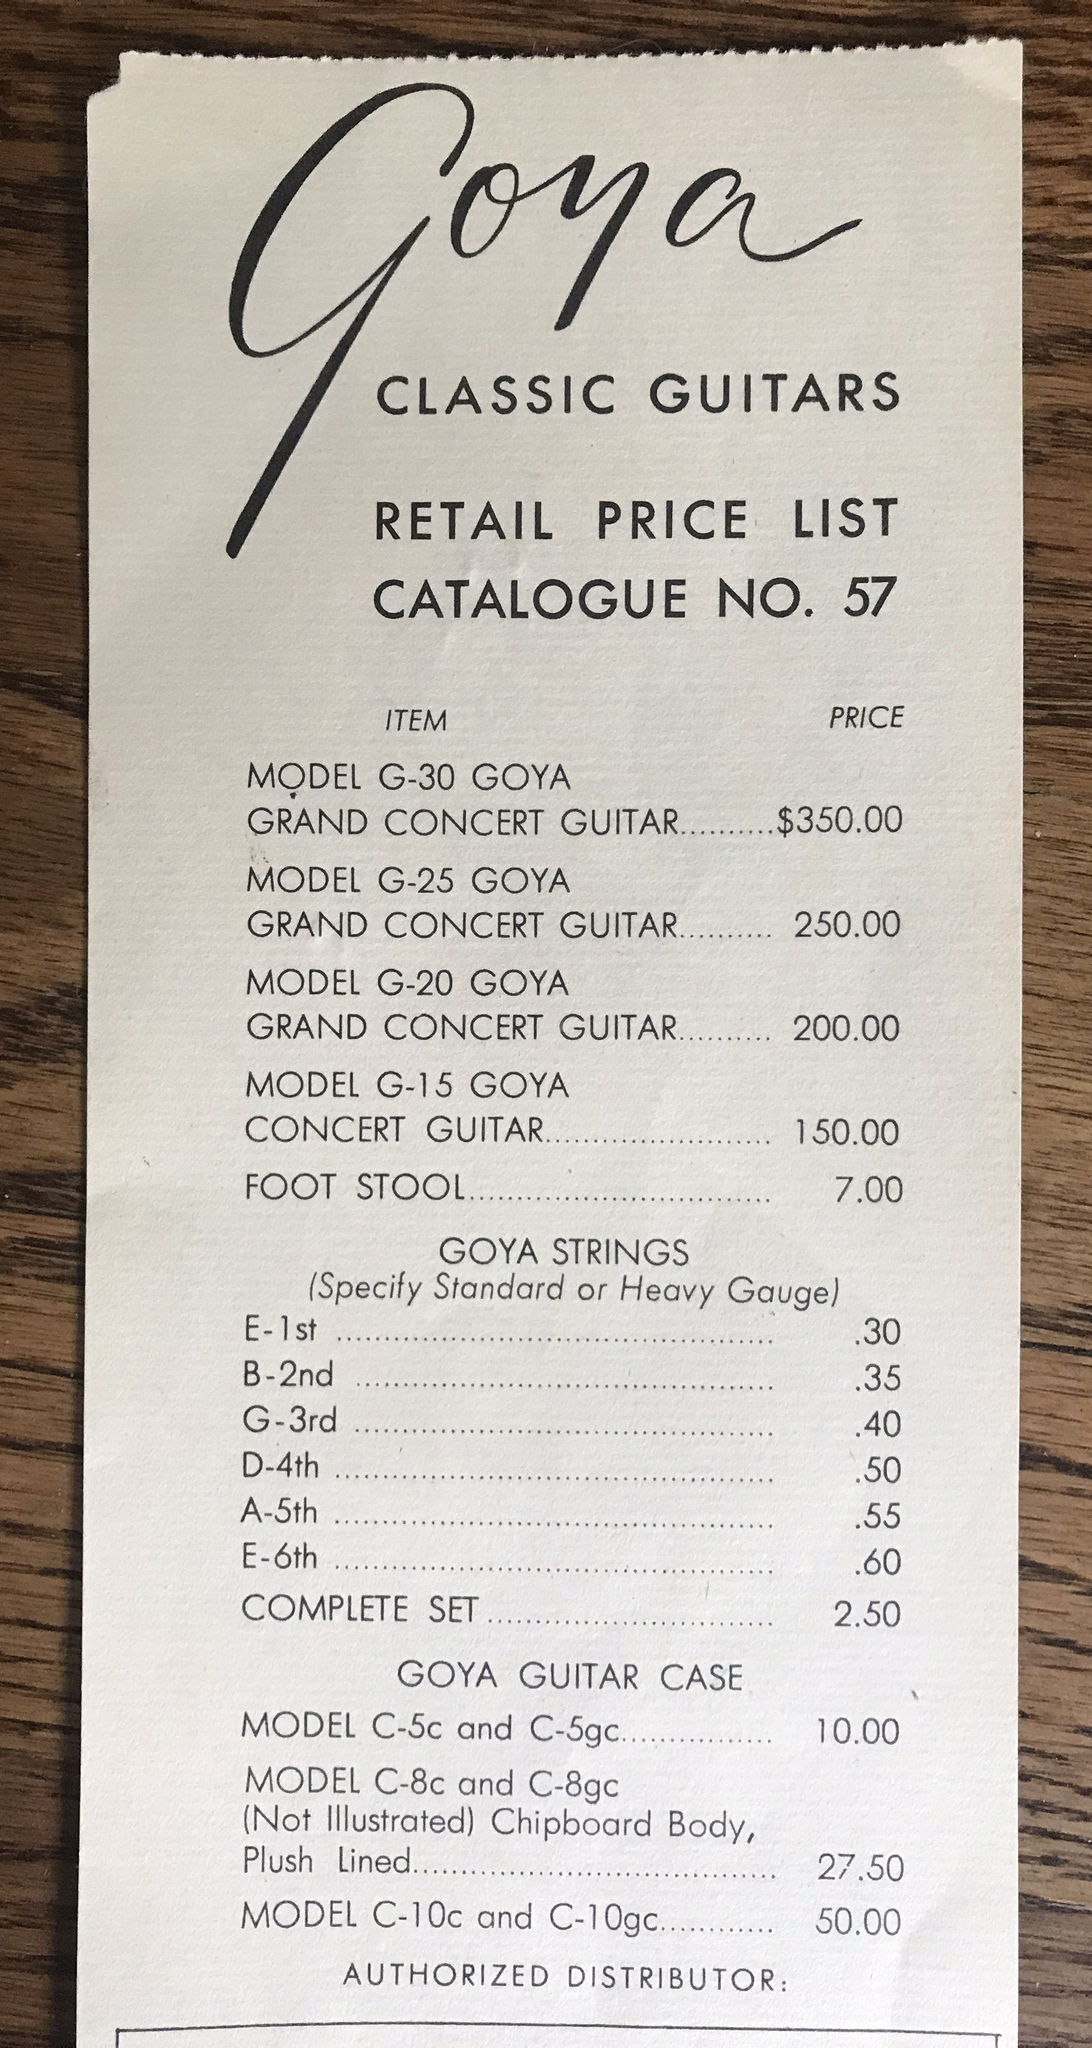 Goya
CLASSIC GUITARS
RETAIL PRICE LIST
CATALOGUE NO. 57
ITEM PRICE
MODEL G-30 GOYA
GRAND CONCERT GUITAR..........$350.00
MODEL G-25 GOYA
GRAND CONCERT GUITAR.......... 250.00
MODEL G-20 GOYA
GRAND CONCERT GUITAR.......... 200.00
MODEL G-15 GOYA
CONCERT GUITAR........................ 150.00
FOOT STOOL................................ 7.00
GOYA STRINGS
(Specify Standard or Heavy Gauge)
E-1st .............................................. .30
B-2nd ............................................ .35
G-3rd ............................................ .40
D-4th .............................................. .50
A-5th .............................................. .55
E-6th .............................................. .60
COMPLETE SET .............................. 2.50
GOYA GUITAR CASE
MODEL C-5c and C-5gc................ 10.00
MODEL C-8c and C-8gc
(Not Illustrated) Chipboard Body,
Plush Lined....................................... 27.50
MODEL C-10c and C-10gc............ 50.00
AUTHORIZED DISTRIBUTOR: